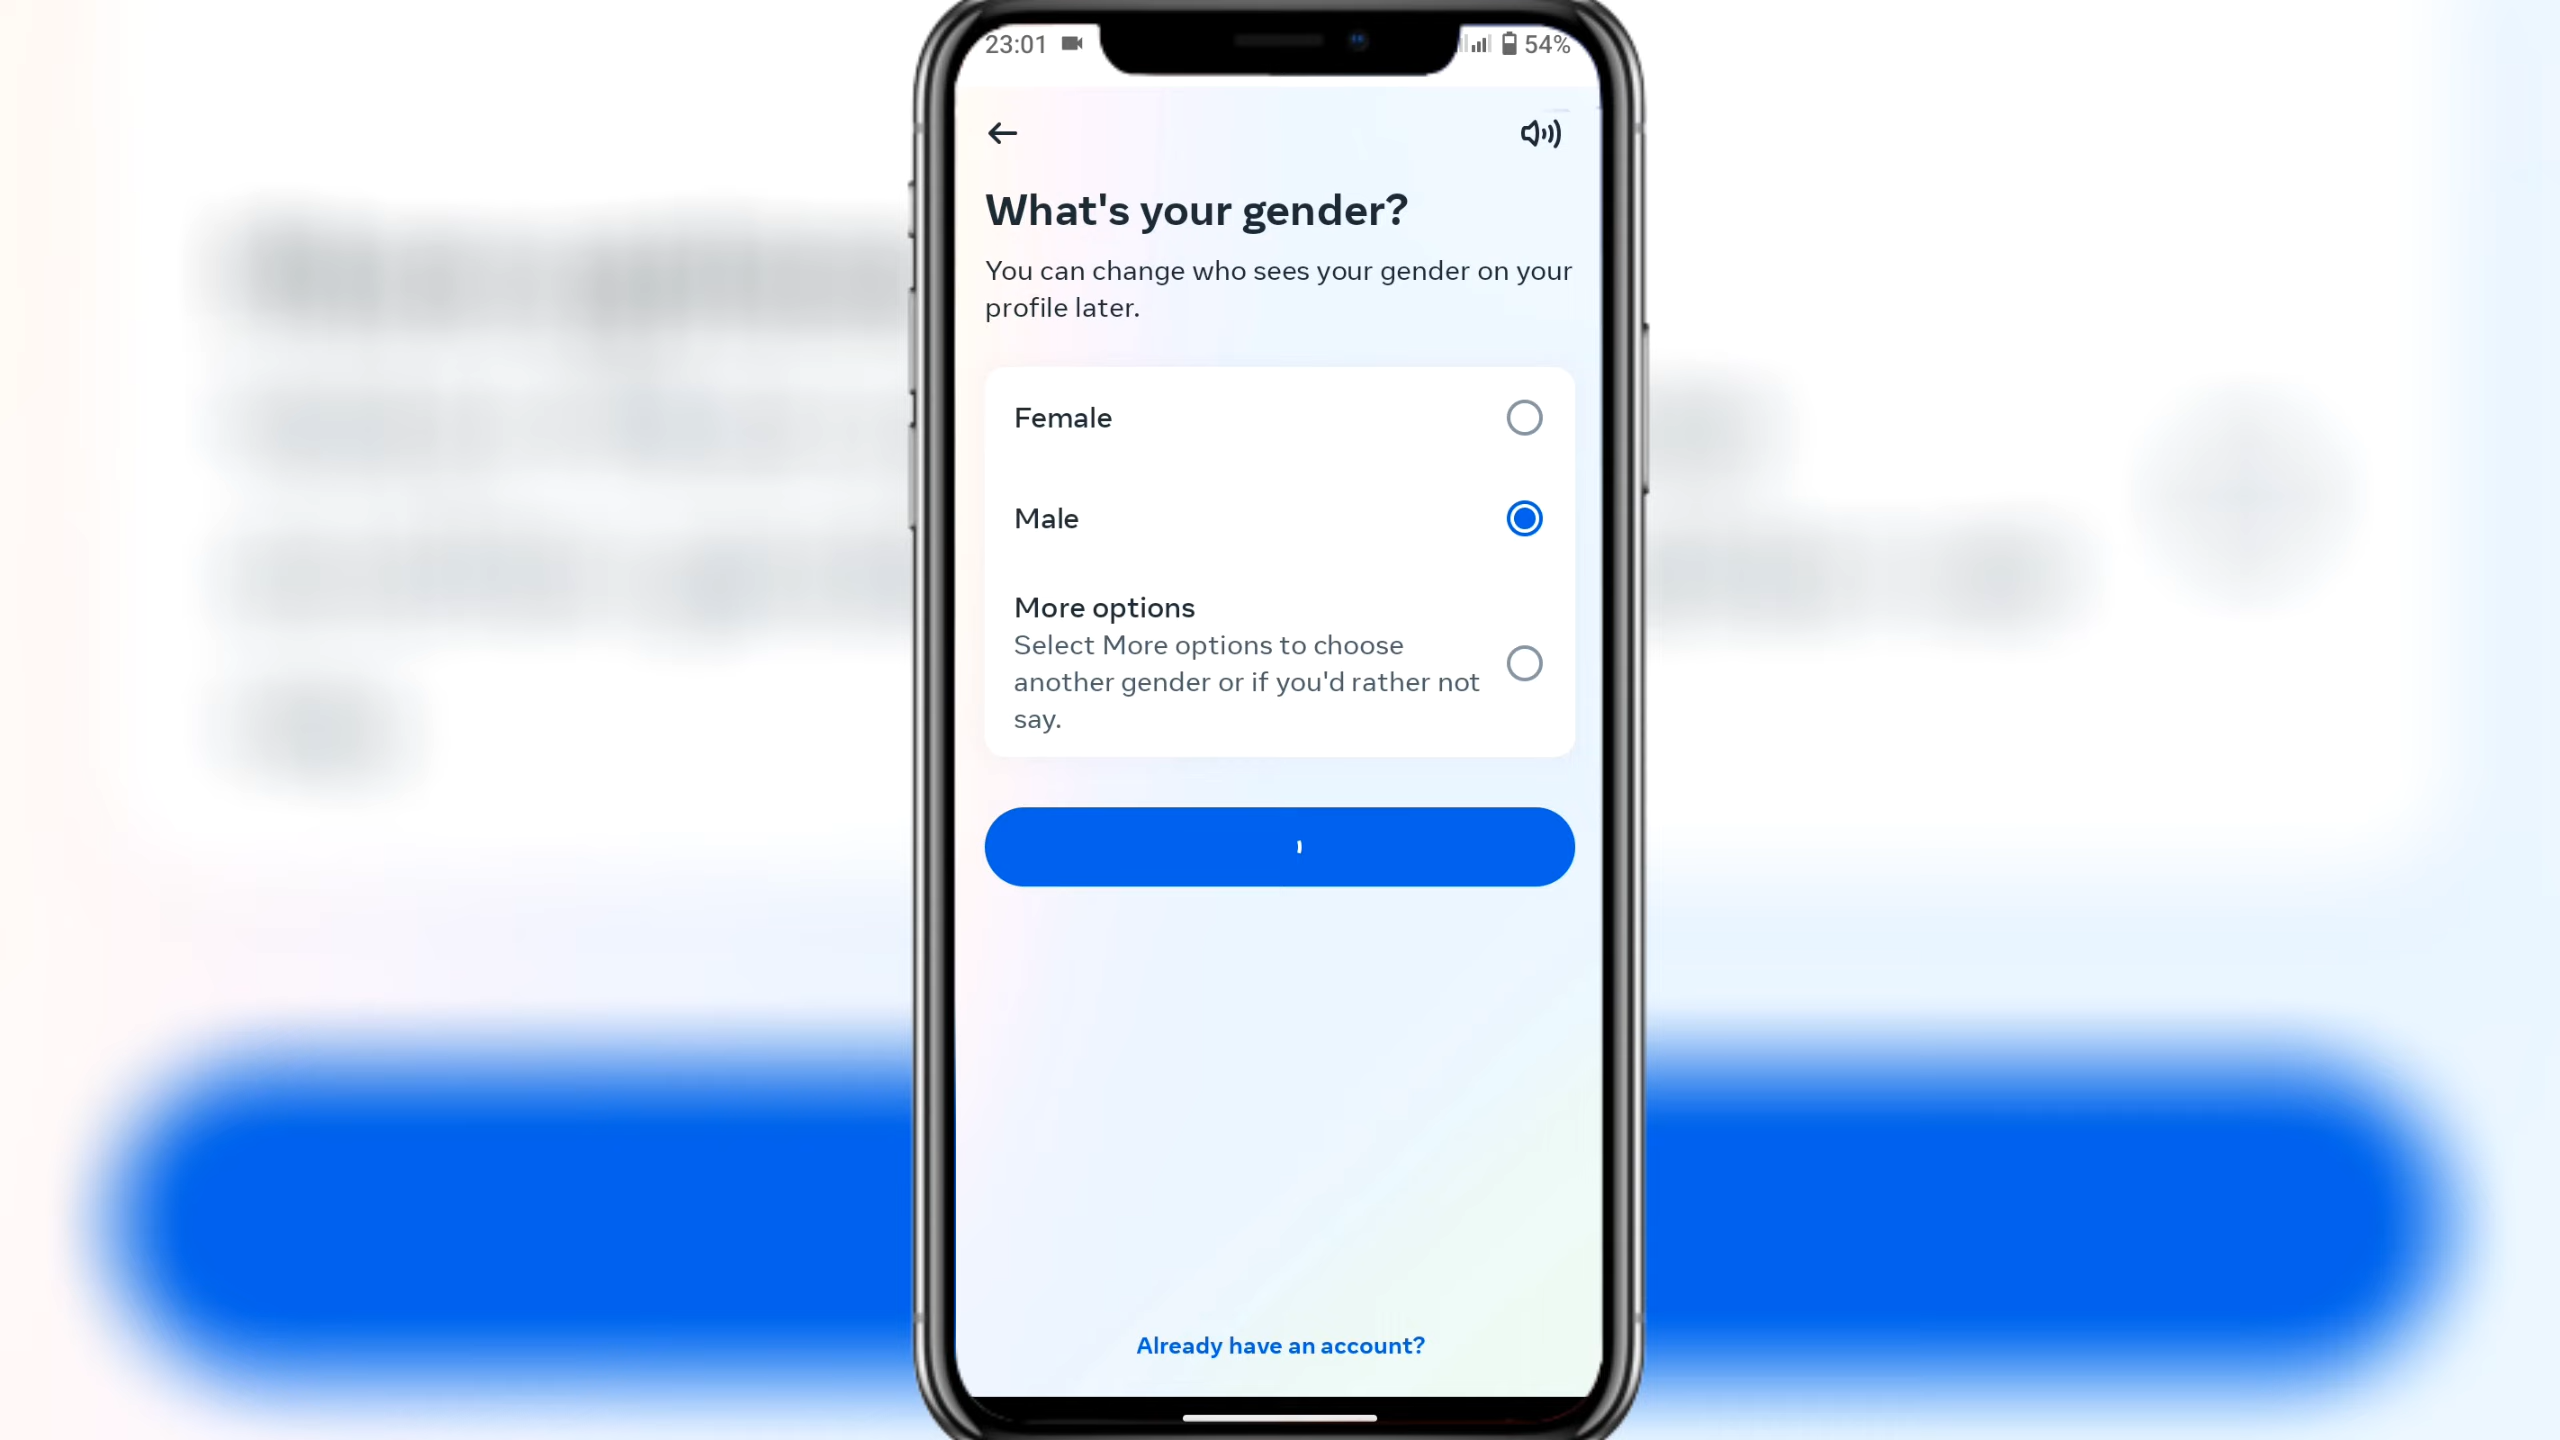 23:01
54%
What's your gender?
You can change who sees your gender on your
profile later.
Female
Male
More options
Select More options to choose
another gender or if you'd rather not
say.
Already have an account?